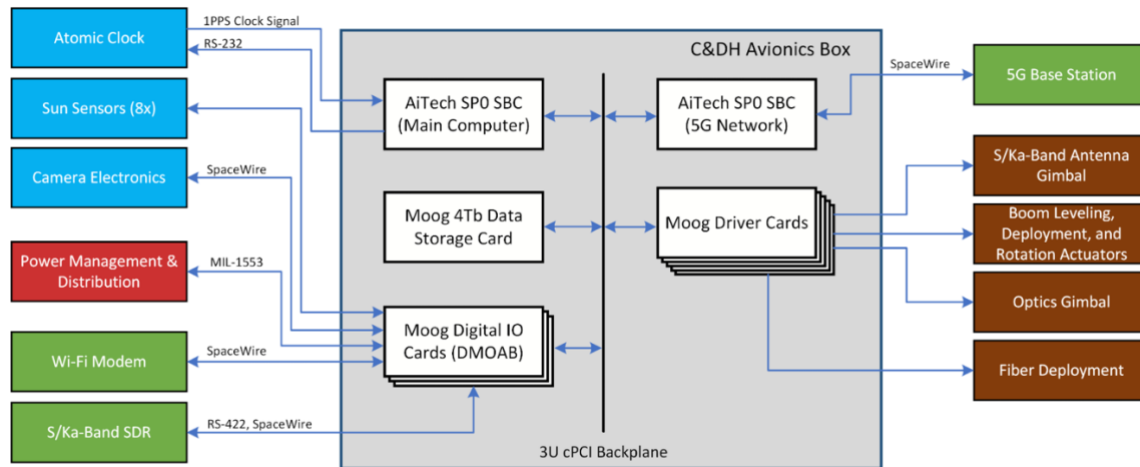 Atomic Clock
1PPS Clock Signal
RS-232
C&DH Avionics Box
SpaceWire
5G Base Station
Sun Sensors (8x)
AiTech SP0 SBC
(Main Computer)
AiTech SP0 SBC
(5G Network)
Camera Electronics
SpaceWire
S/Ka-Band Antenna
Gimbal
Moog 4Tb Data
Storage Card
Moog Driver Cards
Boom Leveling,
Deployment, and
Rotation Actuators
Power Management &
Distribution
MIL-1553
Optics Gimbal
Moog Digital IO
Cards (DMOAB)
Wi-Fi Modem
SpaceWire
Fiber Deployment
S/Ka-Band SDR
RS-422, SpaceWire
3U cPCI Backplane